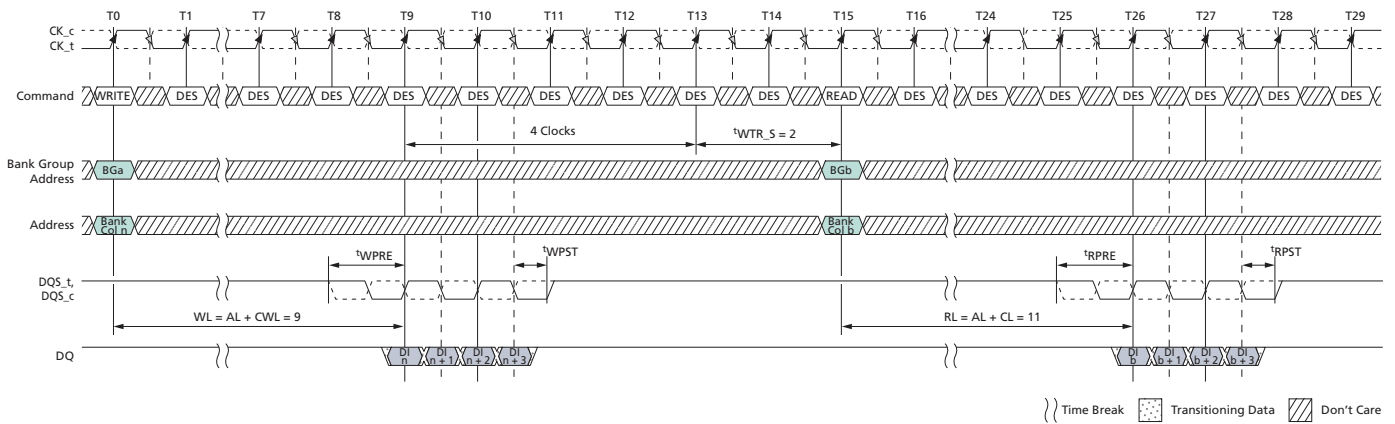 T0 T1 T7 T8 T9 T10 T11 T12 T13 T14 T15 T16 T24 T25 T26 T27 T28 T29
CK_c
CK_t
Command WRITE DES DES DES DES DES DES DES DES DES READ DES DES DES DES DES DES DES
4 Clocks tWTR_S = 2
Bank Group
Address
BGa BGb
Address
Bank
Col n
Bank
Col b
tWPRE tWPST tRPRE tRPST
DQS_t,
DQS_c
WL = AL + CWL = 9 RL = AL + CL = 11
DQ
DI
n
DI
n + 1
DI
n + 2
DI
n + 3
DI
b
DI
b + 1
DI
b + 2
DI
b + 3
Time Break Transitioning Data Don't Care